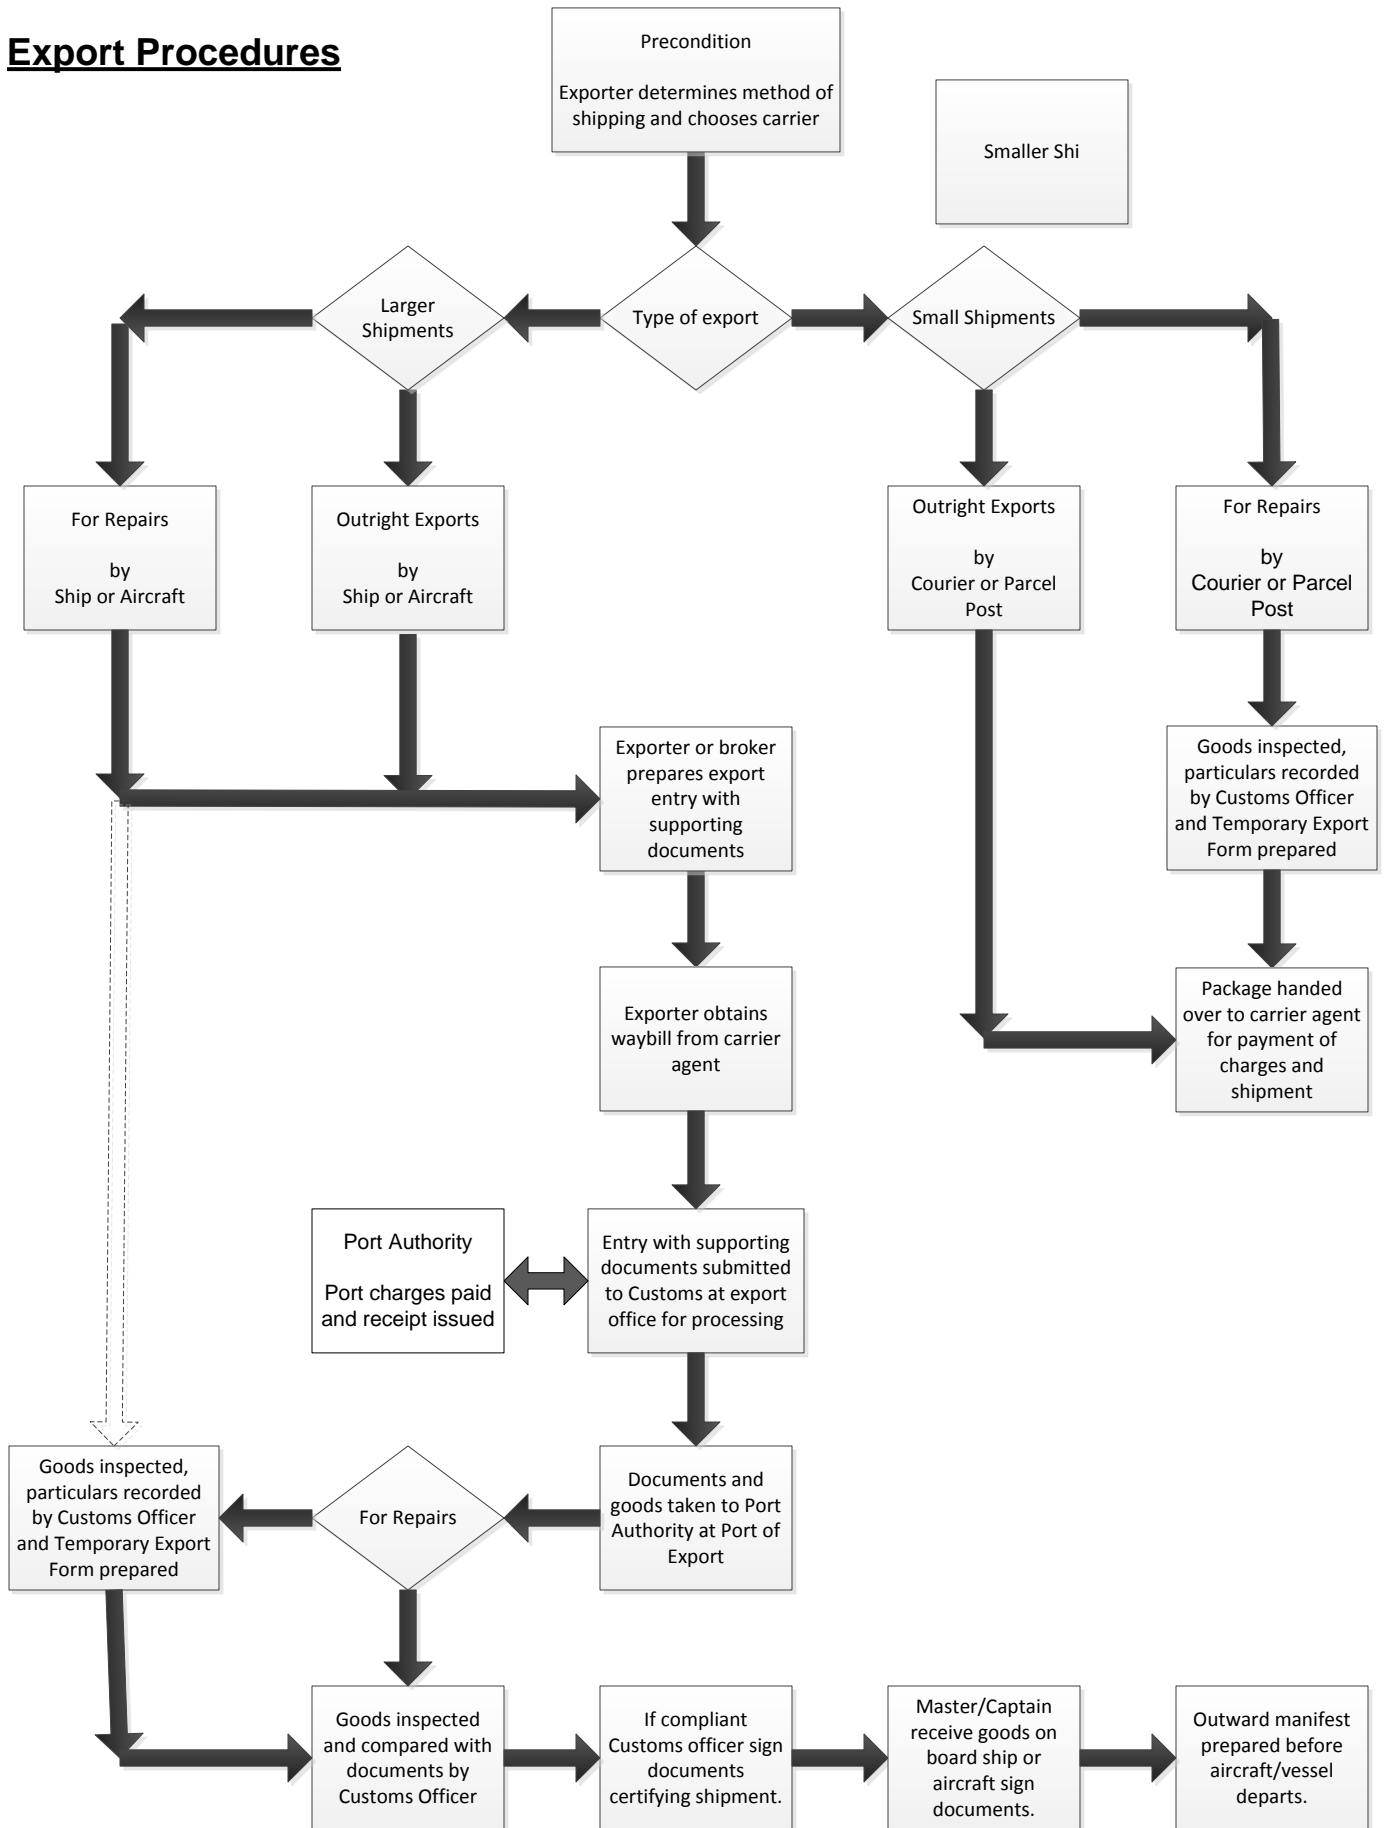 Export Procedures
Precondition
Exporter determines method of
shipping and chooses carrier
Smaller Shi
Larger
Shipments
Type of export
Small Shipments
For Repairs
by
Ship or Aircraft
Outright Exports
by
Ship or Aircraft
Outright Exports
by
Courier or Parcel
Post
For Repairs
by
Courier or Parcel
Post
Exporter or broker
prepares export
entry with
supporting
documents
Goods inspected,
particulars recorded
by Customs Officer
and Temporary Export
Form prepared
Exporter obtains
waybill from carrier
agent
Package handed
over to carrier agent
for payment of
charges and
shipment
Port Authority
Port charges paid
and receipt issued
Entry with supporting
documents submitted
to Customs at export
office for processing
Goods inspected,
particulars recorded
by Customs Officer
and Temporary Export
Form prepared
For Repairs
Documents and
goods taken to Port
Authority at Port of
Export
Goods inspected
and compared with
documents by
Customs Officer
If compliant
Customs officer sign
documents
certifying shipment.
Master/Captain
receive goods on
board ship or
aircraft sign
documents.
Outward manifest
prepared before
aircraft/vessel
departs.